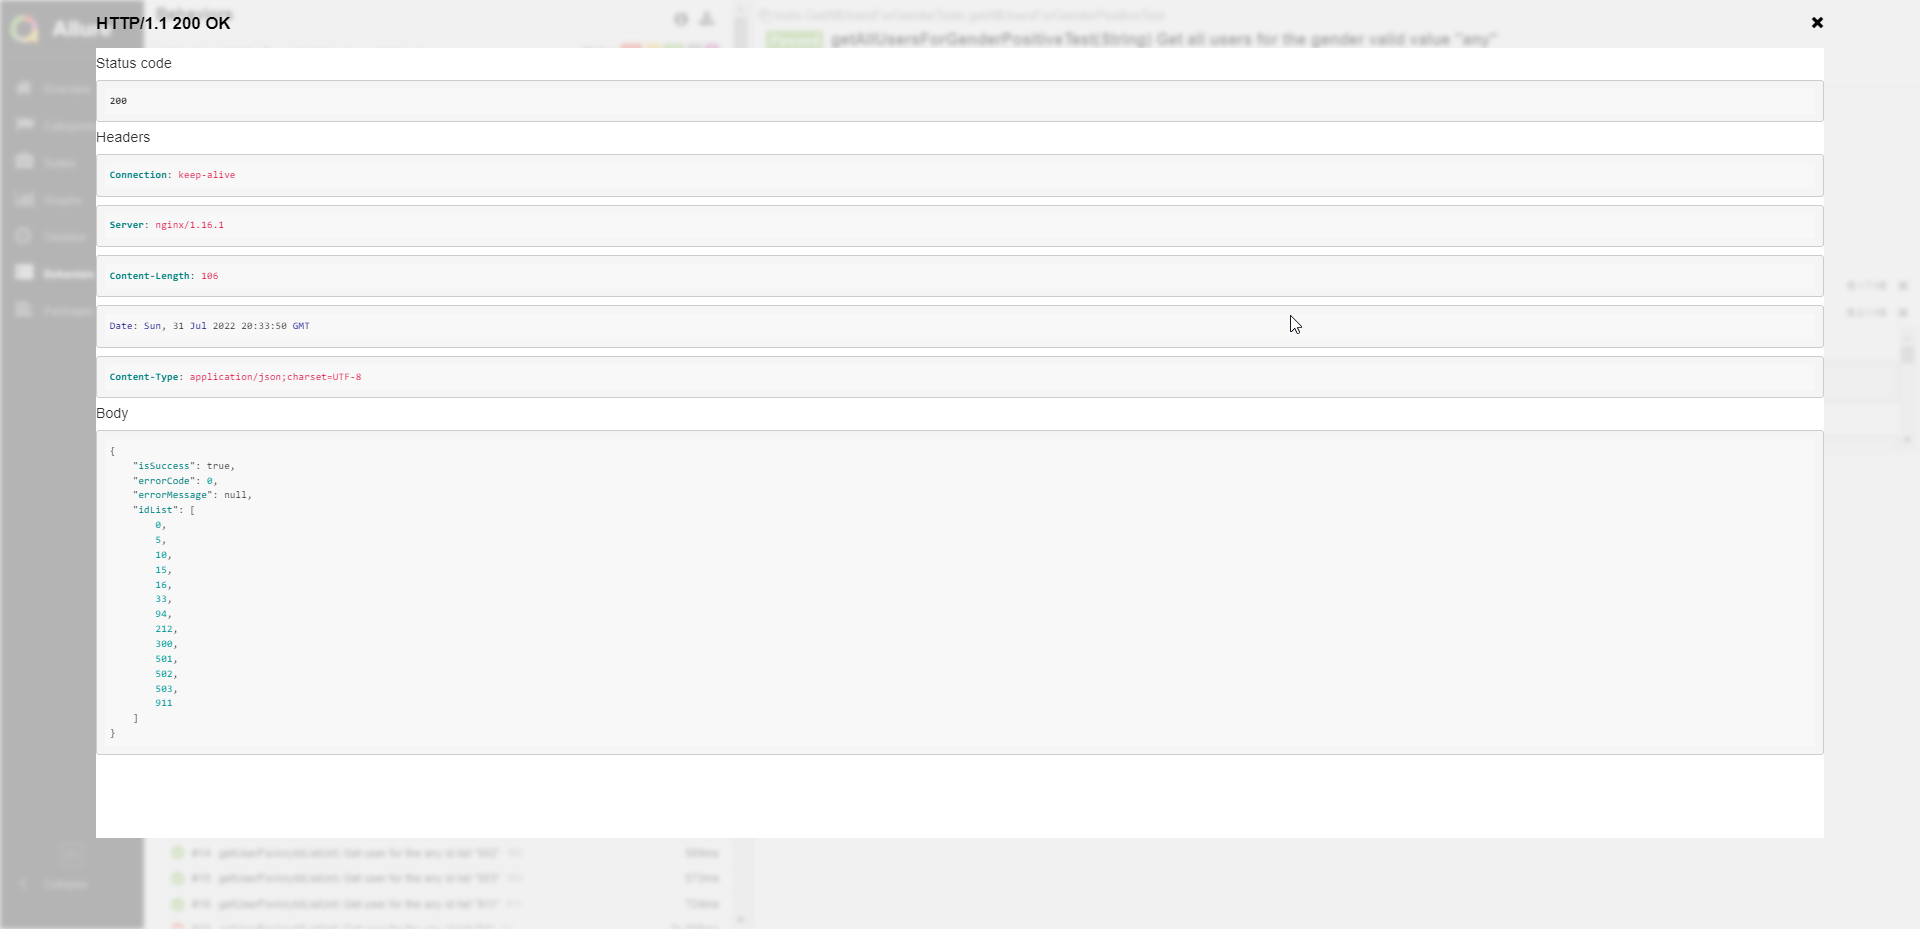 HTTP/1.1 200 OK
getAllUsersForGenderPositiveTest(String) Get all users for the gender valid value "any"
Status code
200
Headers
Connection: keep-alive
Server: nginx/1.16.1
Content-Length: 106
Date: Sun, 31 Jul 2022 20:33:50 GMT
Content-Type: application/json;charset=UTF-8
Body
{
"isSuccess": true,
"errorCode": 0,
"errorMessage": null,
"idList": [
0,
5,
10,
15,
16,
33,
94,
212,
300,
501,
502,
503,
911
]
}